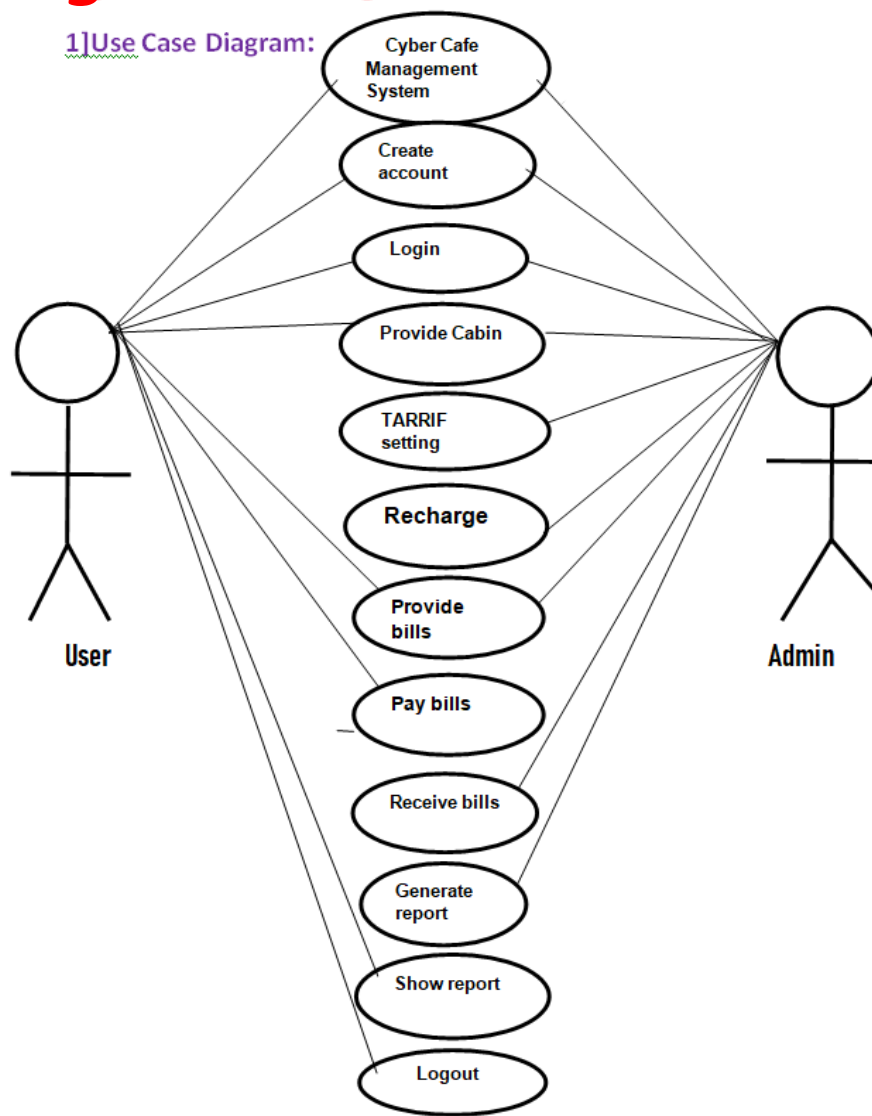 1]Use Case Diagram:
Cyber Cafe
Management
System
Create
account
Login
Provide Cabin
TARRIF
setting
Recharge
Provide
bills
User
Admin
Pay bills
Receive bills
Generate
report
Show report
Logout